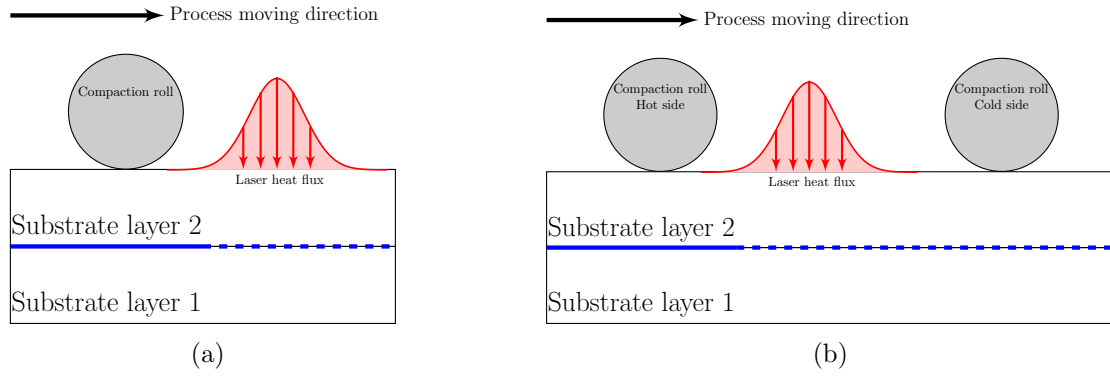 Process moving direction
Compaction roll
Laser heat flux
Substrate layer 2
Substrate layer 1
(a)
Process moving direction
Compaction roll
Hot side
Compaction roll
Cold side
Laser heat flux
Substrate layer 2
Substrate layer 1
(b)